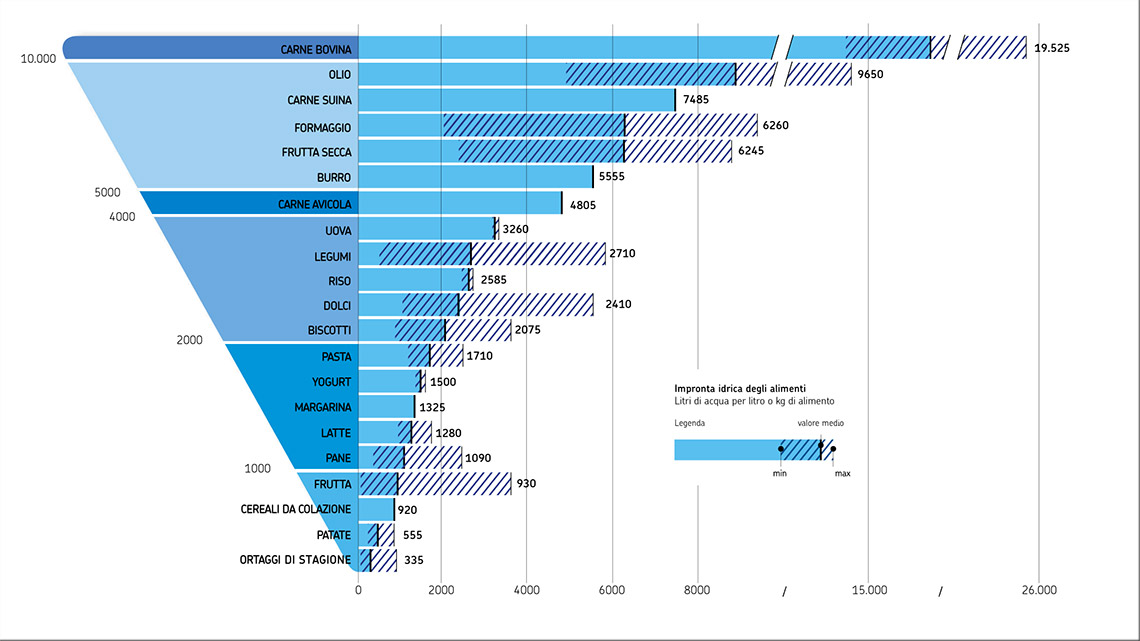 10.000
CARNE BOVINA 19.525
OLIO 9650
CARNE SUINA 7485
FORMAGGIO 6260
FRUTTA SECCA 6245
BURRO 5555
5000
CARNE AVICOLA 4805
4000
UOVA 3260
LEGUMI 2710
RISO 2585
DOLCI 2410
BISCOTTI 2075
2000
PASTA 1710
YOGURT 1500
MARGARINA 1325
LATTE 1280
PANE 1090
1000
FRUTTA 930
CEREALI DA COLAZIONE 920
PATATE 555
ORTAGGI DI STAGIONE 335
0 2000 4000 6000 8000 / 15.000 / 26.000
Impronta idrica degli alimenti
Litri di acqua per litro o kg di alimento
Legenda valore medio
min max